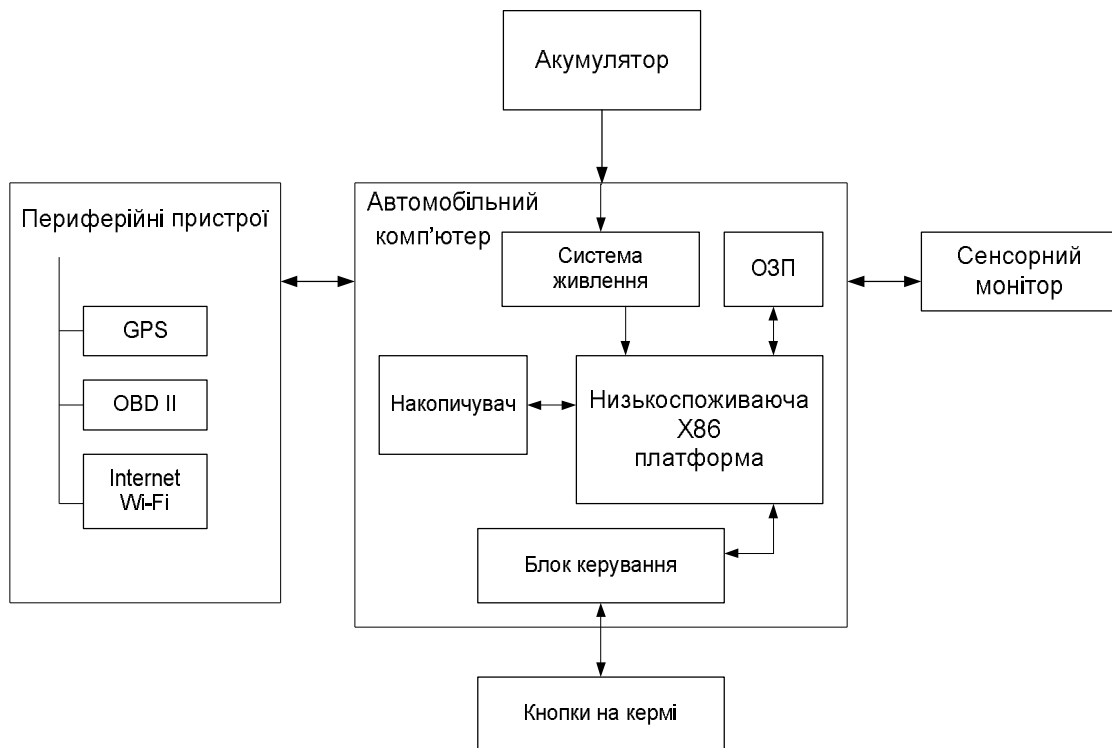 Акумулятор
Периферійні пристрої
GPS
OBD II
Internet
Wi-Fi
Автомобільний
комп'ютер
Система
живлення
ОЗП
Накопичувач
Низькоспоживаюча
X86
платформа
Блок керування
Сенсорний
монітор
Кнопки на кермі